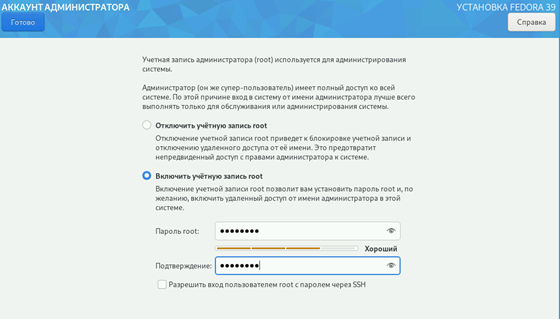 АККАУНТ АДМИНИСТРАТОРА
УСТАНОВКА FEDORA 39
Готово
Справка
Учетная запись администратора (root) используется для администрирования
системы.
Администратор (он же супер-пользователь) имеет полный доступ ко всей
системе. По этой причине вход в систему от имени администратора лучше всего
выполнять только для обслуживания или администрирования системы.
Отключить учётную запись root
Отключение учетной записи root приведет к блокировке учетной записи и
отключению удаленного доступа от её имени. Это предотвратит
непредвиденный доступ с правами администратора к системе.
Включить учётную запись root
Включение учетной записи root позволит вам установить пароль root и, по
желанию, включить удаленный доступ от имени администратора в этой
системе.
Пароль root:
Хороший
Подтверждение:
Разрешить вход пользователем root с паролем через SSH